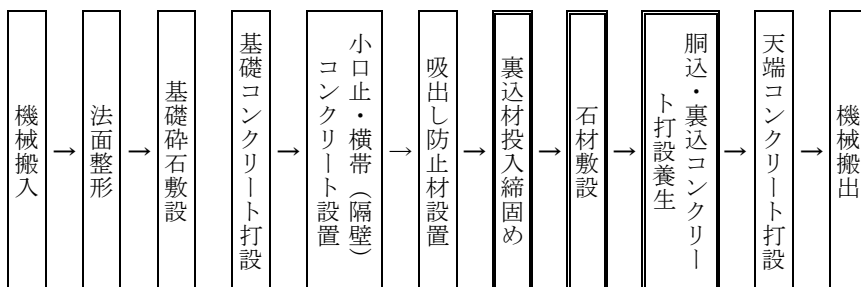 機械搬入
→
法面整形
→
基礎砕石敷設
基礎コンクリート打設
→
小口止・横帯（隔壁）
コンクリート設置
→
吸出し防止材設置
→
裏込材投入締固め
→
石材敷設
→
胴込・裏込コンクリー
ト打設養生
→
天端コンクリート打設
→
機械搬出